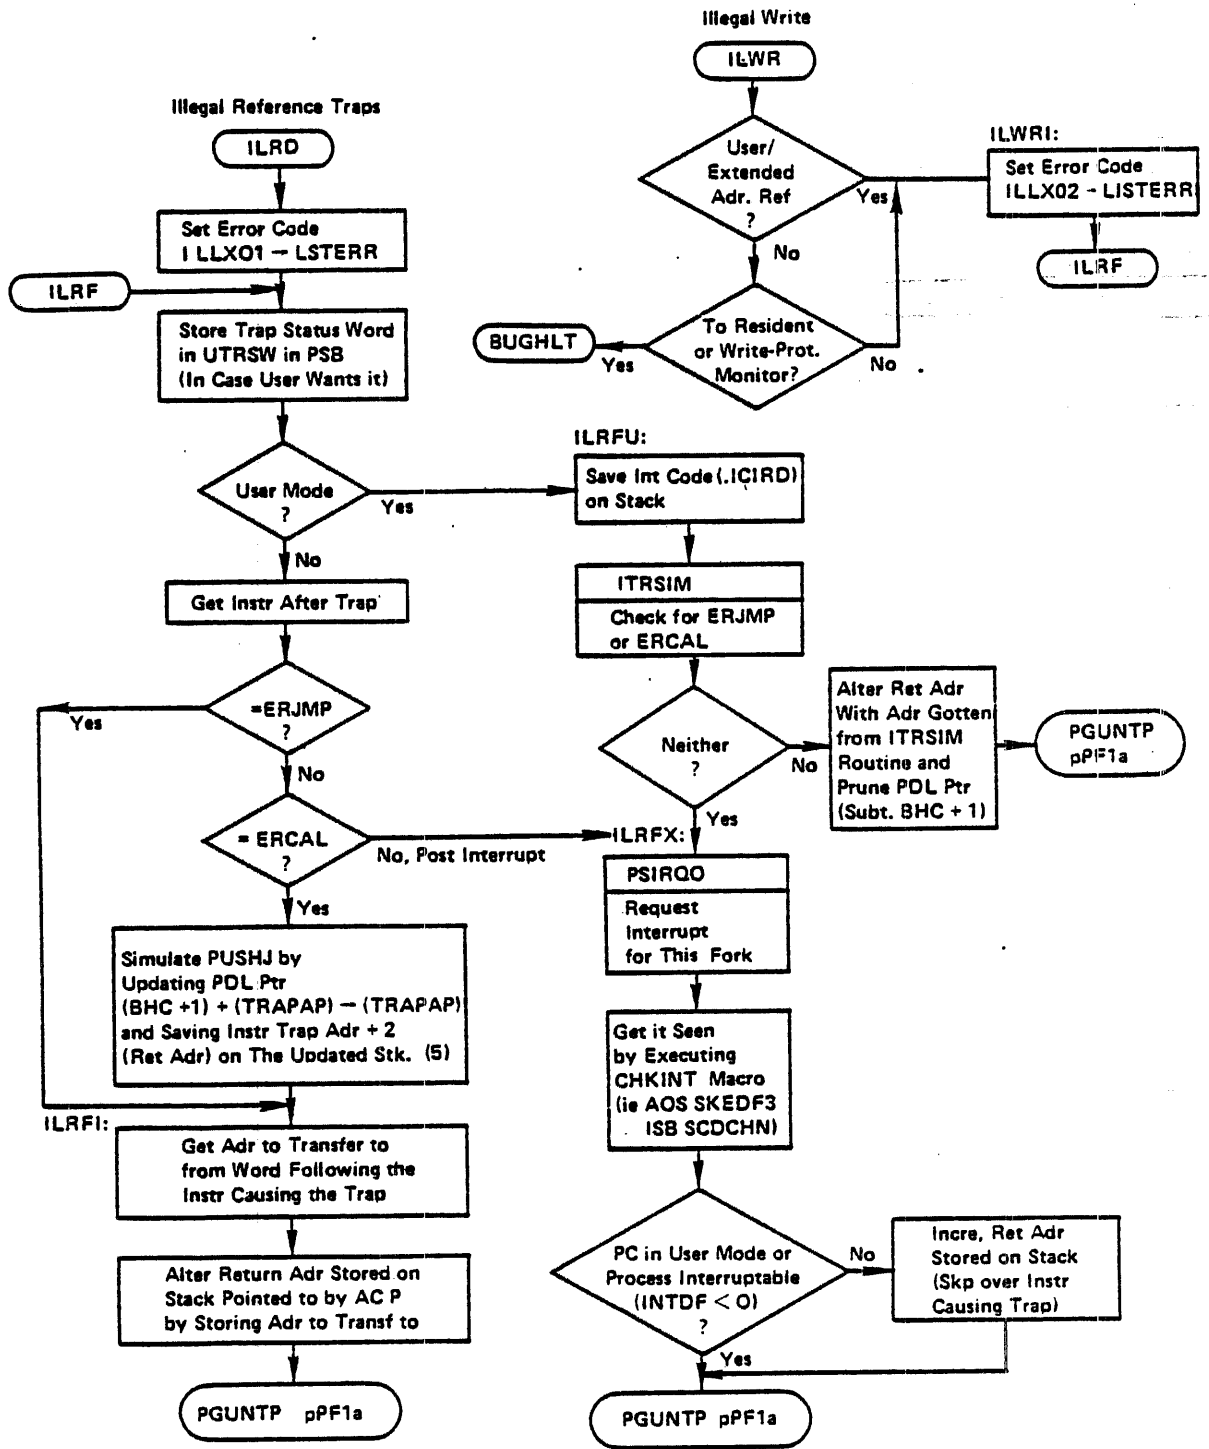 Illegal Write
ILWR
Illegal Reference Traps
ILRD
User/
Extended
Adr. Ref
?
Yes
No
ILWRI:
Set Error Code
ILLX02 - LISTERR
ILRF
Set Error Code
ILLX01 - LSTERR
ILRF
Store Trap Status Word
in UTRSW in PSB
(In Case User Wants it)
BUGHLT
Yes
To Resident
or Write-Prot.
Monitor?
No
User Mode
?
Yes
No
ILRFU:
Save Int Code (.ICIRD)
on Stack
Get Instr After Trap
ITRSIM
Check for ERJMP
or ERCAL
=ERJMP
?
Yes
No
Neither
?
No
Yes
Alter Ret Adr
With Adr Gotten
from ITRSIM
Routine and
Prune PDL Ptr
(Subt. BHC + 1)
PGUNTP
pPF1a
= ERCAL
?
No, Post Interrupt
Yes
ILRFX:
PSIRQO
Request
Interrupt
for This Fork
Simulate PUSHJ by
Updating PDL Ptr
(BHC +1) + (TRAPAP) — (TRAPAP)
and Saving Instr Trap Adr + 2
(Ret Adr) on The Updated Stk. (5)
Get it Seen
by Executing
CHKINT Macro
(ie AOS SKEDF3
ISB SCDCHN)
ILRFI:
Get Adr to Transfer to
from Word Following the
Instr Causing the Trap
Alter Return Adr Stored on
Stack Pointed to by AC P
by Storing Adr to Transf to
PGUNTP pPF1a
PC in User Mode or
Process Interruptable
(INTDF < 0)
?
No
Yes
Incre, Ret Adr
Stored on Stack
(Skp over Instr
Causing Trap)
PGUNTP pPF1a